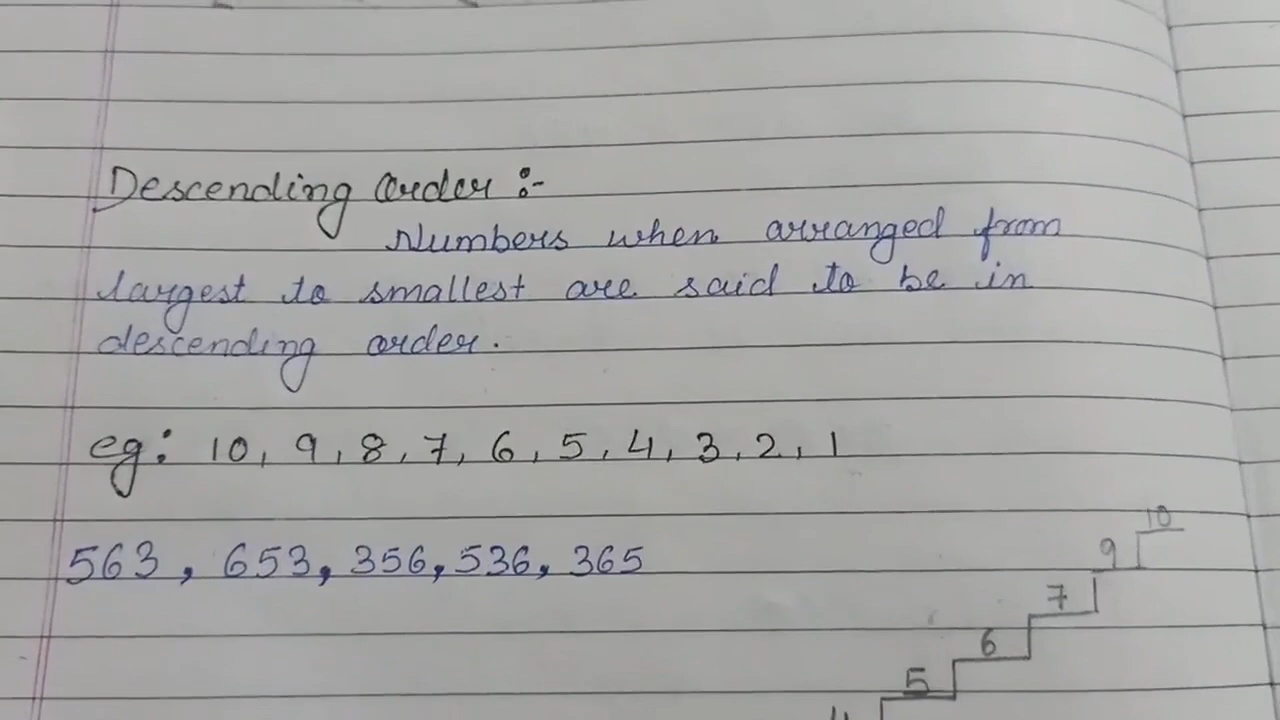 Descending Order :-
Numbers when arranged from
largest to smallest are said to be in
descending order.
eg: 10, 9, 8, 7, 6, 5, 4, 3, 2, 1
563, 653, 356, 536, 365
10
9
7
6
5
4